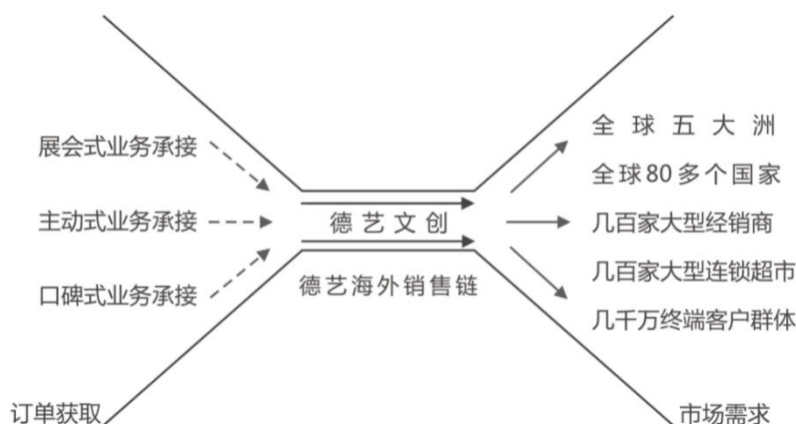 展会式业务承接
主动式业务承接
口碑式业务承接
订单获取
德艺文创
德艺海外销售链
全球五大洲
全球80多个国家
几百家大型经销商
几百家大型连锁超市
几千万终端客户群体
市场需求